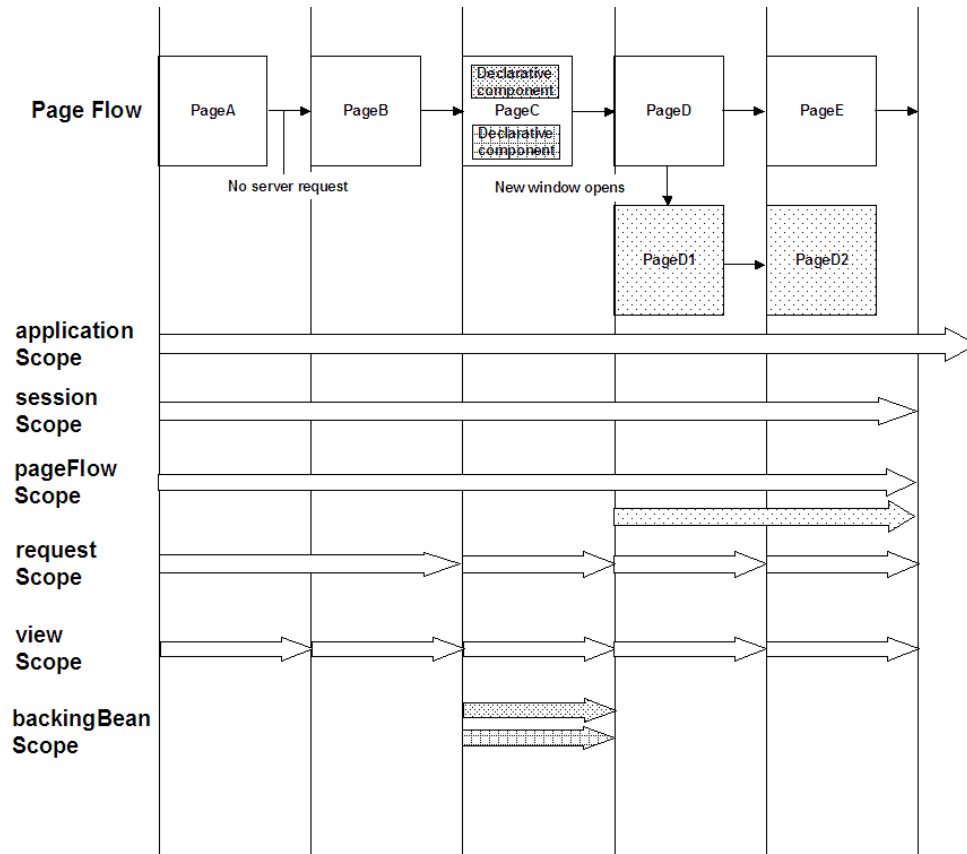 Declarative
component
Page Flow
PageA
PageB
PageC
PageD
PageE
Declarative
component
No server request
New window opens
PageD1
PageD2
application
Scope
session
Scope
pageFlow
Scope
request
Scope
view
Scope
backingBean
Scope